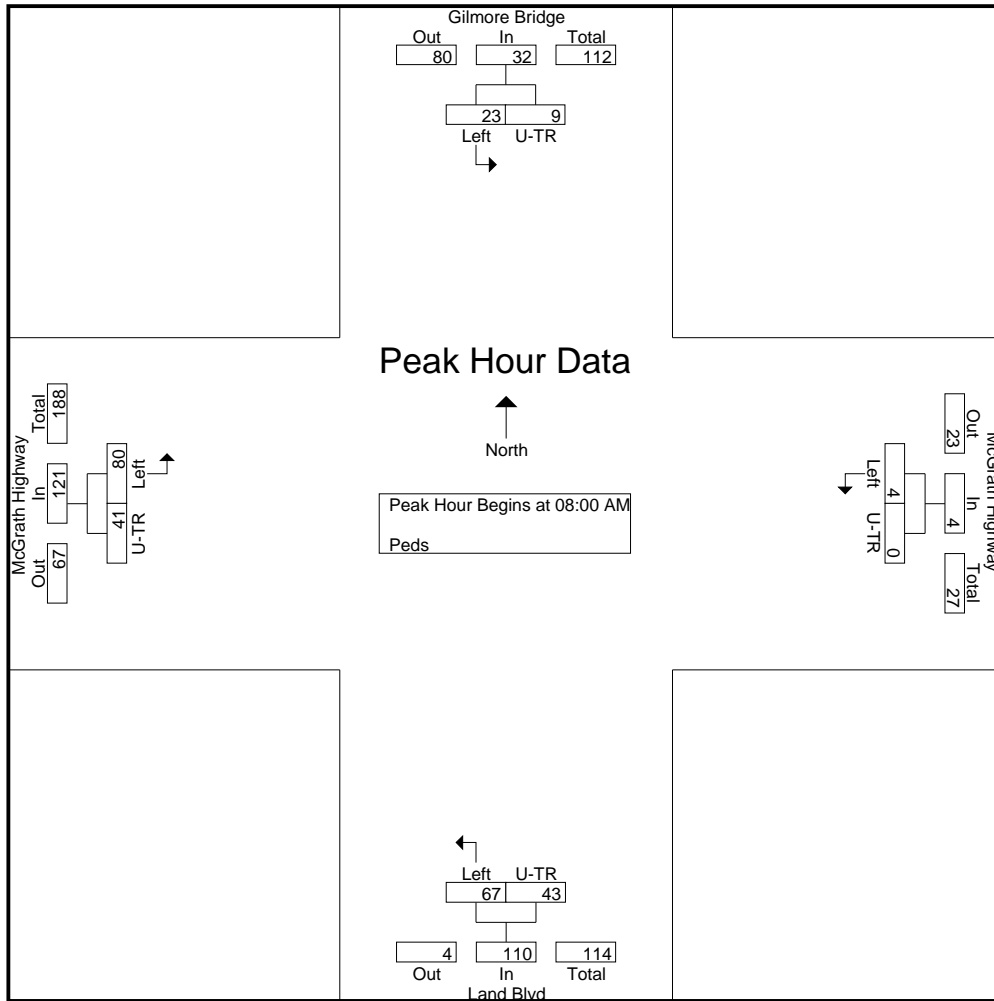 Gilmore Bridge
Out In Total
80 32 112
23 9
Left U-TR
Peak Hour Data
North
Peak Hour Begins at 08:00 AM
Peds
McGrath Highway
Out In Total
67 121 188
41 80
U-TR Left
McGrath Highway
Out In Total
23 4 27
4 0
Left U-TR
Left U-TR
67 43
4 110 114
Out In Total
Land Blvd